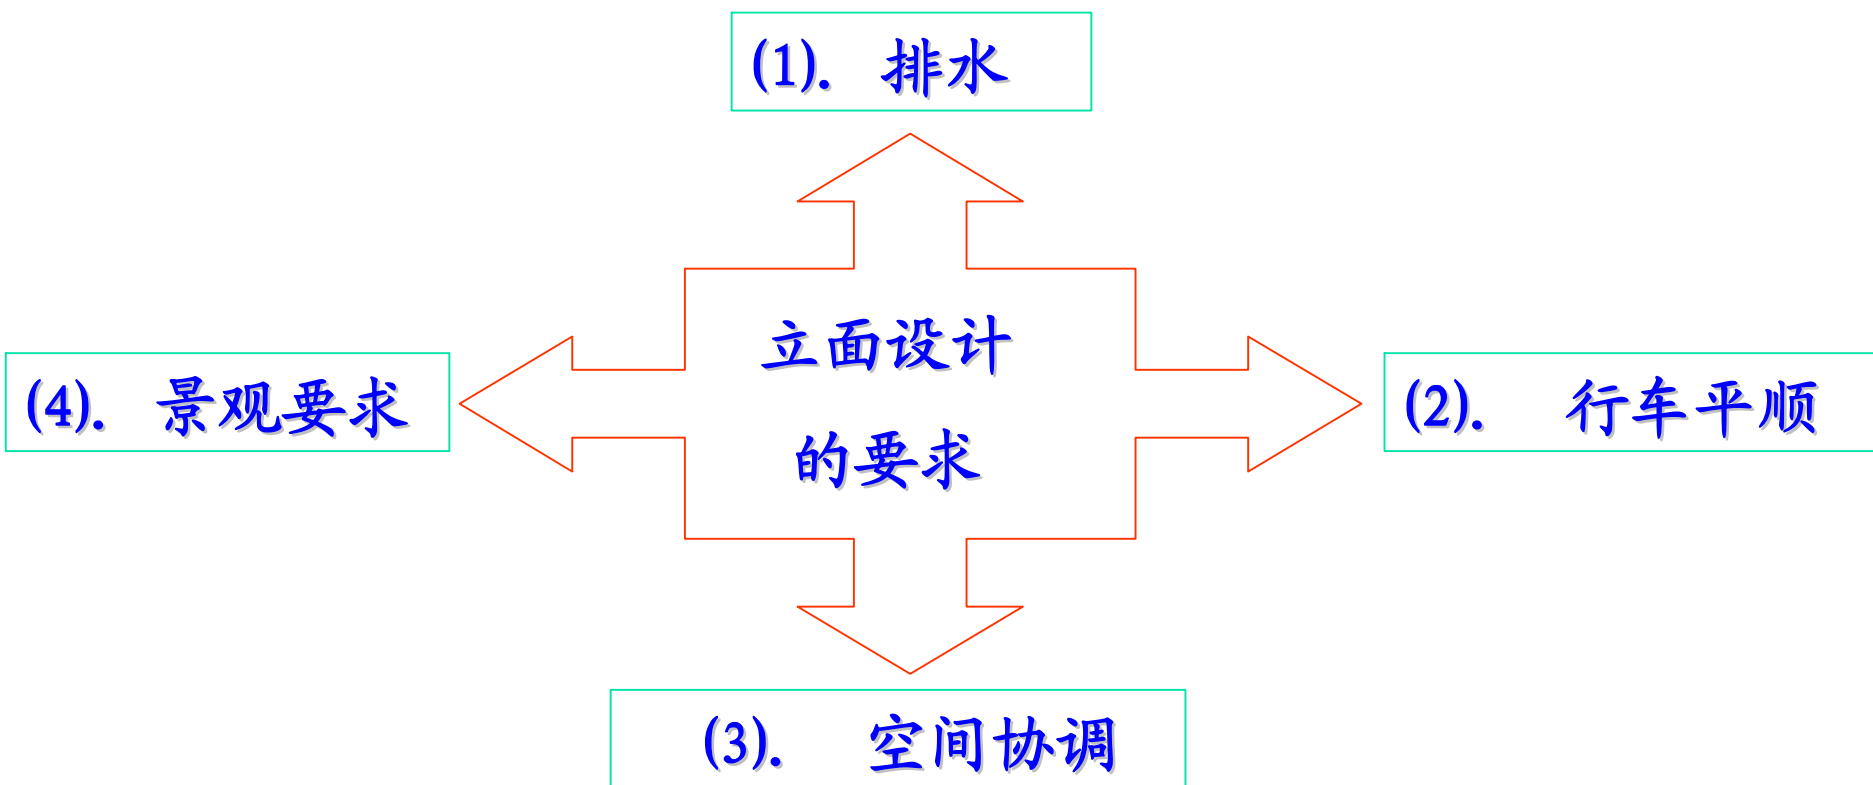 (1). 排水
立面设计
的要求
(4). 景观要求
(2). 行车平顺
(3). 空间协调